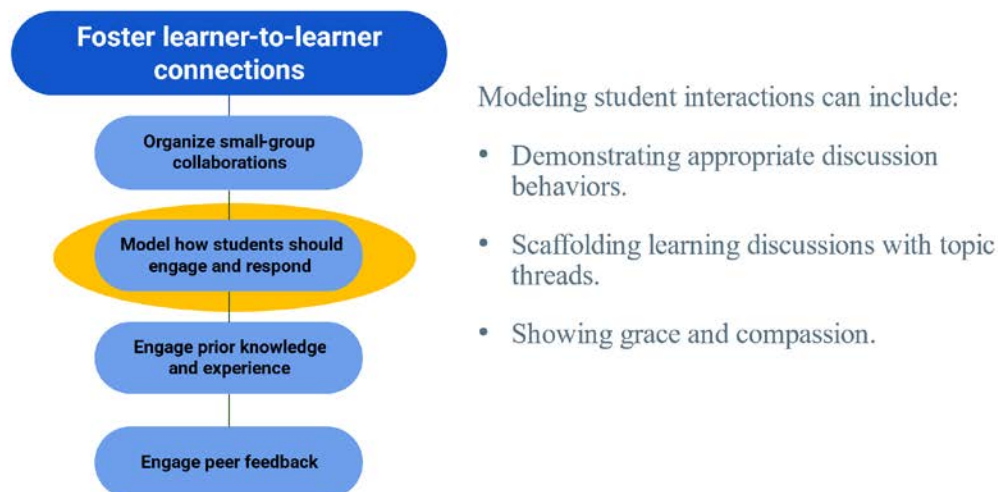 Foster learner-to-learner
connections
Organize small-group
collaborations
Model how students should
engage and respond
Engage prior knowledge
and experience
Engage peer feedback
Modeling student interactions can include:
• Demonstrating appropriate discussion
behaviors.
• Scaffolding learning discussions with topic
threads.
• Showing grace and compassion.